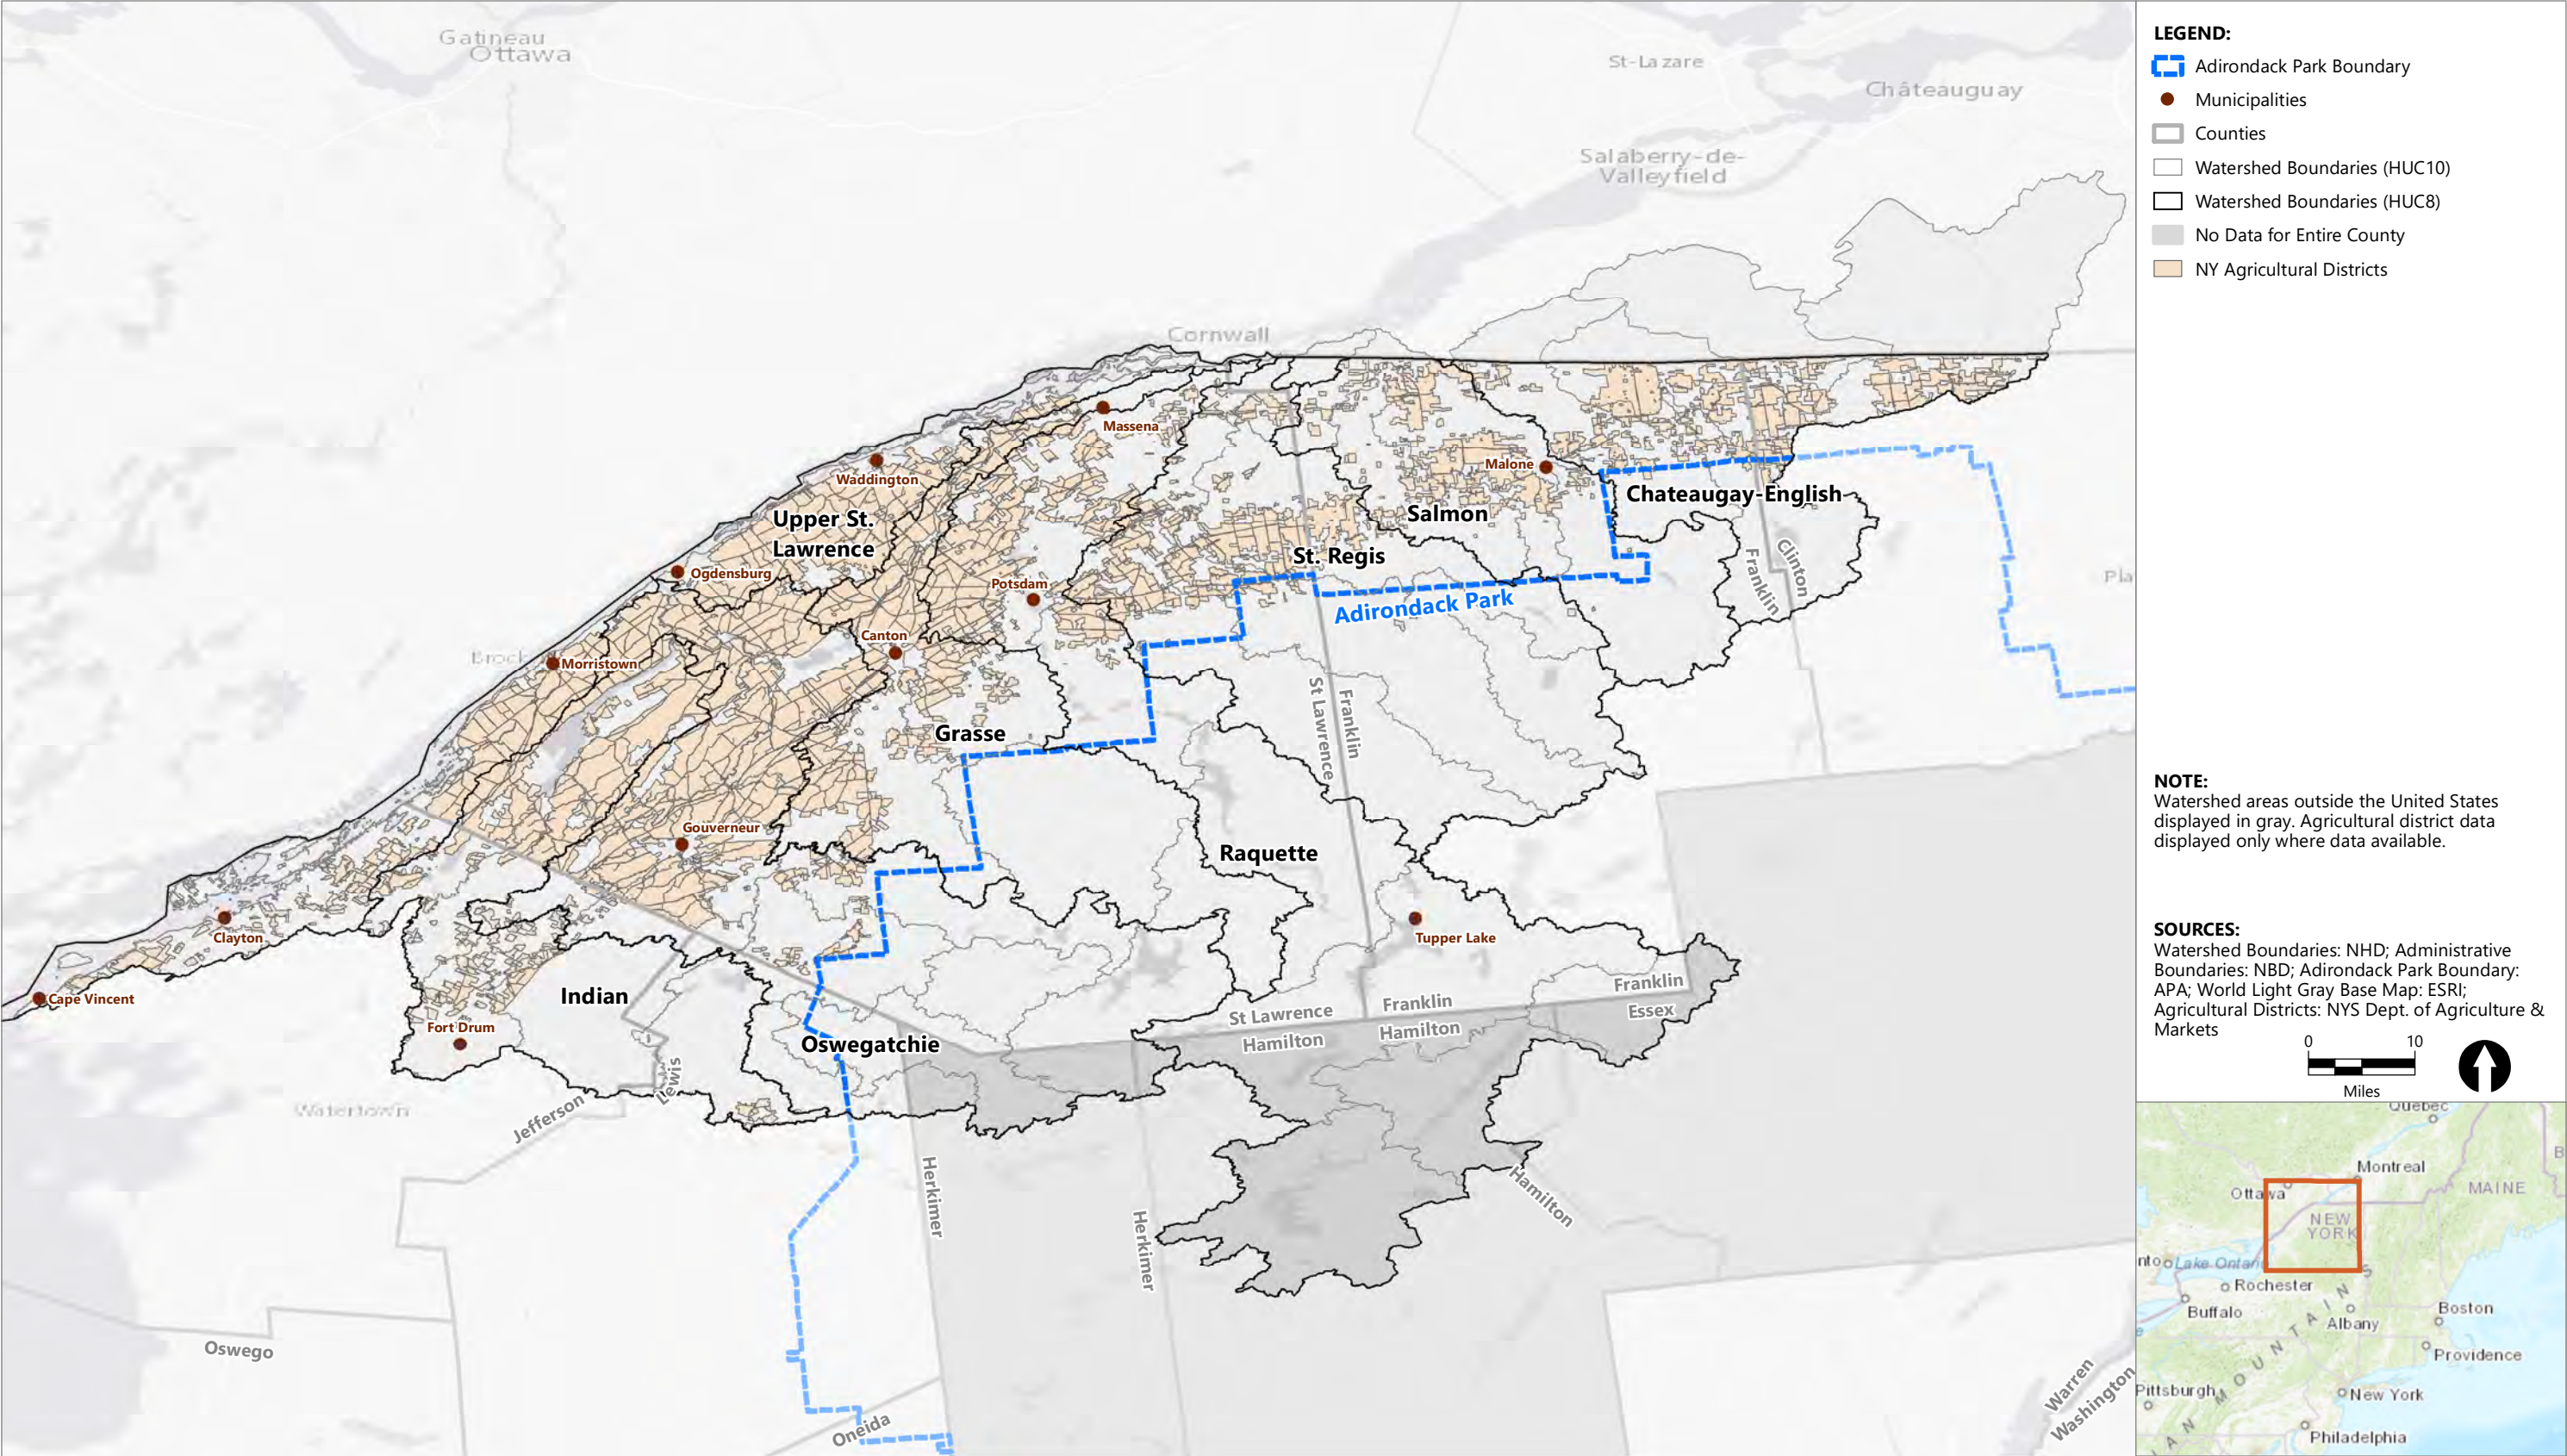 Gatineau
Ottawa
St-Lazare
Châteauguay
Salaberry-de-
Valleyfield
Cornwall
Massena
Waddington
Malone
Chateaugay-English
Upper St.
Lawrence
Salmon
St. Regis
Ogdensburg
Potsdam
Clinton
Franklin
Adirondack Park
Canton
Brock
Morristown
St Lawrence
Franklin
Grasse
Gouverneur
Raquette
Clayton
Tupper Lake
Cape Vincent
Indian
Franklin
Essex
St Lawrence
Franklin
Hamilton
Hamilton
Fort Drum
Oswegatchie
Lewis
Watertown
Jefferson
Herkimer
Herkimer
Hamilton
Oswego
Oneida
Warren
Washington
Pla
LEGEND:
Adirondack Park Boundary
Municipalities
Counties
Watershed Boundaries (HUC10)
Watershed Boundaries (HUC8)
No Data for Entire County
NY Agricultural Districts
NOTE:
Watershed areas outside the United States
displayed in gray. Agricultural district data
displayed only where data available.
SOURCES:
Watershed Boundaries: NHD; Administrative
Boundaries: NBD; Adirondack Park Boundary:
APA; World Light Gray Base Map: ESRI;
Agricultural Districts: NYS Dept. of Agriculture &
Markets
0 10
Miles
Quebec
Montreal
Ottawa
MAINE
NEW
YORK
nto
Lake Ontari
Rochester
Buffalo
Boston
Albany
Providence
Pittsburgh
New York
Philadelphia
AN MOUNTAINS